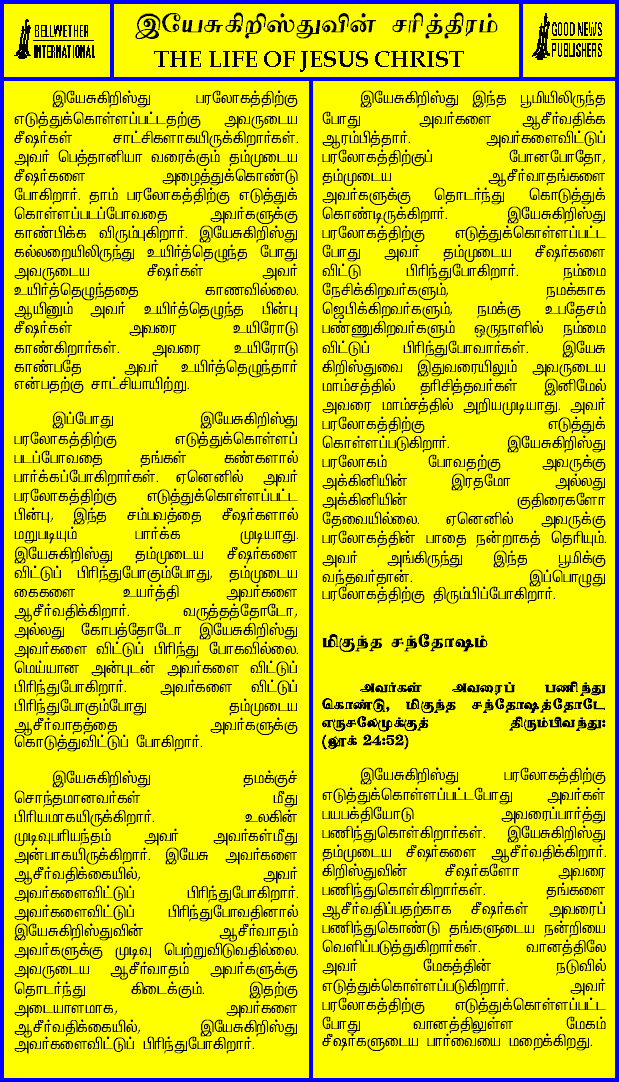 BELLWETHER
INTERNATIONAL
இயேசுகிறிஸ்துவின் சரித்திரம்
THE LIFE OF JESUS CHRIST
GOOD NEWS
PUBLISHERS
இயேசுகிறிஸ்து பரலோகத்திற்கு
எடுத்துக்கொள்ளப்பட்டதற்கு அவருடைய
சீஷர்கள் சாட்சிகளாகயிருக்கிறார்கள்.
அவர் பெத்தானியா வரைக்கும் தம்முடைய
சீஷர்களை அழைத்துக்கொண்டு
போகிறார். தாம் பரலோகத்திற்கு எடுத்துக்
கொள்ளப்படப்போவதை அவர்களுக்கு
காண்பிக்க விரும்புகிறார். இயேசுகிறிஸ்து
கல்லறையிலிருந்து உயிர்த்தெழுந்த போது
அவருடைய சீஷர்கள் அவர்
உயிர்த்தெழுந்ததை காணவில்லை.
ஆயினும் அவர் உயிர்த்தெழுந்த பின்பு
சீஷர்கள் அவரை உயிரோடு
காண்கிறார்கள். அவரை உயிரோடு
காண்பதே அவர் உயிர்த்தெழுந்தார்
என்பதற்கு சாட்சியாயிற்று.
இப்போது இயேசுகிறிஸ்து
பரலோகத்திற்கு எடுத்துக்கொள்ளப்
படப்போவதை தங்கள் கண்களால்
பார்க்கப்போகிறார்கள். ஏனெனில் அவர்
பரலோகத்திற்கு எடுத்துக்கொள்ளப்பட்ட
பின்பு, இந்த சம்பவத்தை சீஷர்களால்
மறுபடியும் பார்க்க முடியாது.
இயேசுகிறிஸ்து தம்முடைய சீஷர்களை
விட்டுப் பிரிந்துபோகும்போது, தம்முடைய
கைகளை உயர்த்தி அவர்களை
ஆசீர்வதிக்கிறார். வருத்தத்தோடோ,
அல்லது கோபத்தோடோ இயேசுகிறிஸ்து
அவர்களை விட்டுப் பிரிந்து போகவில்லை.
மெய்யான அன்புடன் அவர்களை விட்டுப்
பிரிந்துபோகிறார். அவர்களை விட்டுப்
பிரிந்துபோகும்போது தம்முடைய
ஆசீர்வாதத்தை அவர்களுக்கு
கொடுத்துவிட்டுப் போகிறார்.
இயேசுகிறிஸ்து தமக்குச்
சொந்தமானவர்கள் மீது
பிரியமாகயிருக்கிறார். உலகின்
முடிவுபரியந்தம் அவர் அவர்கள்மீது
அன்பாகயிருக்கிறார். இயேசு அவர்களை
ஆசீர்வதிக்கையில், அவர்
அவர்களைவிட்டுப் பிரிந்துபோகிறார்.
அவர்களைவிட்டுப் பிரிந்துபோவதினால்
இயேசுகிறிஸ்துவின் ஆசீர்வாதம்
அவர்களுக்கு முடிவு பெற்றுவிடுவதில்லை.
அவருடைய ஆசீர்வாதம் அவர்களுக்கு
தொடர்ந்து கிடைக்கும். இதற்கு
அடையாளமாக, அவர்களை
ஆசீர்வதிக்கையில், இயேசுகிறிஸ்து
அவர்களைவிட்டுப் பிரிந்துபோகிறார்.
இயேசுகிறிஸ்து இந்த பூமியிலிருந்த
போது அவர்களை ஆசீர்வதிக்க
ஆரம்பித்தார். அவர்களைவிட்டுப்
பரலோகத்திற்குப் போனபோதோ,
தம்முடைய ஆசீர்வாதங்களை
அவர்களுக்கு தொடர்ந்து கொடுத்துக்
கொண்டிருக்கிறார். இயேசுகிறிஸ்து
பரலோகத்திற்கு எடுத்துக்கொள்ளப்பட்ட
போது அவர் தம்முடைய சீஷர்களை
விட்டு பிரிந்துபோகிறார். நம்மை
நேசிக்கிறவர்களும், நமக்காக
ஜெபிக்கிறவர்களும், நமக்கு உபதேசம்
பண்ணுகிறவர்களும் ஒருநாளில் நம்மை
விட்டுப் பிரிந்துபோவார்கள். இயேசு
கிறிஸ்துவை இதுவரையிலும் அவருடைய
மாம்சத்தில் தரிசித்தவர்கள் இனிமேல்
அவரை மாம்சத்தில் அறியமுடியாது. அவர்
பரலோகத்திற்கு எடுத்துக்
கொள்ளப்படுகிறார். இயேசுகிறிஸ்து
பரலோகம் போவதற்கு அவருக்கு
அக்கினியின் இரதமோ அல்லது
அக்கினியின் குதிரைகளோ
தேவையில்லை. ஏனெனில் அவருக்கு
பரலோகத்தின் பாதை நன்றாகத் தெரியும்.
அவர் அங்கிருந்து இந்த பூமிக்கு
வந்தவர்தான். இப்பொழுது
பரலோகத்திற்கு திரும்பிப்போகிறார்.
மிகுந்த சந்தோஷம்
அவர்கள் அவரைப் பணிந்து
கொண்டு, மிகுந்த சந்தோஷத்தோடே
எருசலேமுக்குத் திரும்பிவந்து:
(லூக் 24:52)
இயேசுகிறிஸ்து பரலோகத்திற்கு
எடுத்துக்கொள்ளப்பட்டபோது அவர்கள்
பயபக்தியோடு அவரைப்பார்த்து
பணிந்துகொள்கிறார்கள். இயேசுகிறிஸ்து
தம்முடைய சீஷர்களை ஆசீர்வதிக்கிறார்.
கிறிஸ்துவின் சீஷர்களோ அவரை
பணிந்துகொள்கிறார்கள். தங்களை
ஆசீர்வதிப்பதற்காக சீஷர்கள் அவரைப்
பணிந்துகொண்டு தங்களுடைய நன்றியை
வெளிப்படுத்துகிறார்கள். வானத்திலே
அவர் மேகத்தின் நடுவில்
எடுத்துக்கொள்ளப்படுகிறார். அவர்
பரலோகத்திற்கு எடுத்துக்கொள்ளப்பட்ட
போது வானத்திலுள்ள மேகம்
சீஷர்களுடைய பார்வையை மறைக்கிறது.